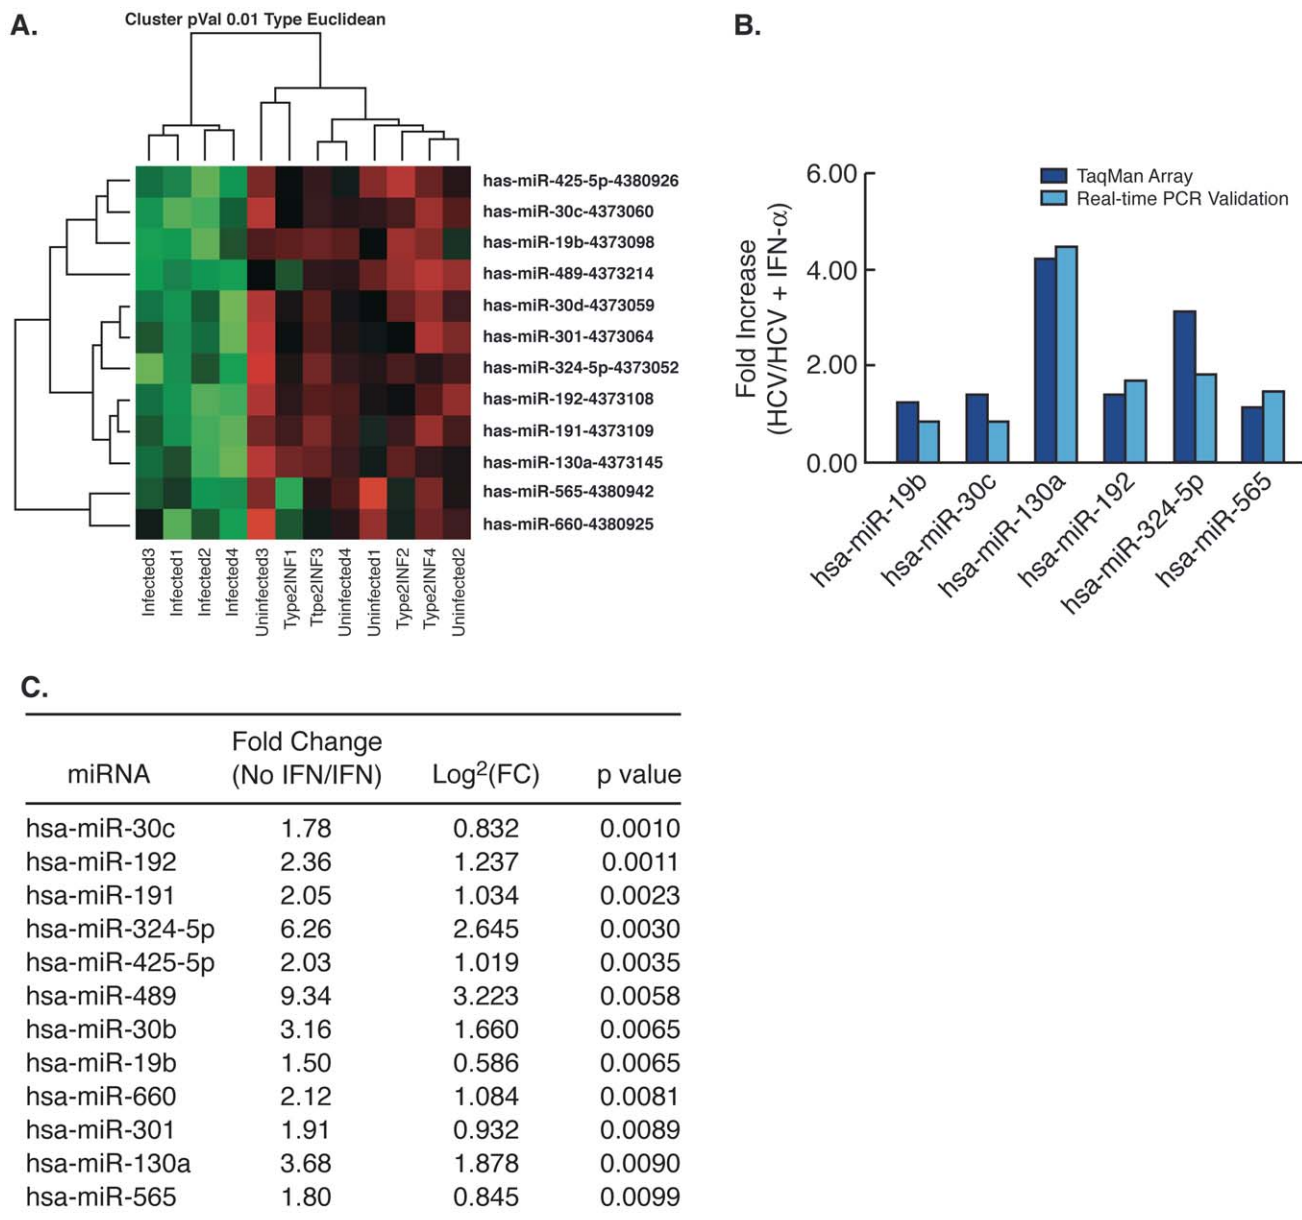 A.
Cluster pVal 0.01 Type Euclidean
has-miR-425-5p-4380926
has-miR-30c-4373060
has-miR-19b-4373098
has-miR-489-4373214
has-miR-30d-4373059
has-miR-301-4373064
has-miR-324-5p-4373052
has-miR-192-4373108
has-miR-191-4373109
has-miR-130a-4373145
has-miR-565-4380942
has-miR-660-4380925
Infected3
Infected1
Infected2
Infected4
Uninfected3
Type2INF1
Ttpe2INF3
Uninfected4
Uninfected1
Type2INF2
Type2INF4
Uninfected2
B.
Fold Increase
(HCV/HCV + IFN-α)
6.00
4.00
2.00
0.00
TaqMan Array
Real-time PCR Validation
hsa-miR-19b
hsa-miR-30c
hsa-miR-130a
hsa-miR-192
hsa-miR-324-5p
hsa-miR-565
C.
miRNA Fold Change (No IFN/IFN) Log²(FC) p value
hsa-miR-30c 1.78 0.832 0.0010
hsa-miR-192 2.36 1.237 0.0011
hsa-miR-191 2.05 1.034 0.0023
hsa-miR-324-5p 6.26 2.645 0.0030
hsa-miR-425-5p 2.03 1.019 0.0035
hsa-miR-489 9.34 3.223 0.0058
hsa-miR-30b 3.16 1.660 0.0065
hsa-miR-19b 1.50 0.586 0.0065
hsa-miR-660 2.12 1.084 0.0081
hsa-miR-301 1.91 0.932 0.0089
hsa-miR-130a 3.68 1.878 0.0090
hsa-miR-565 1.80 0.845 0.0099